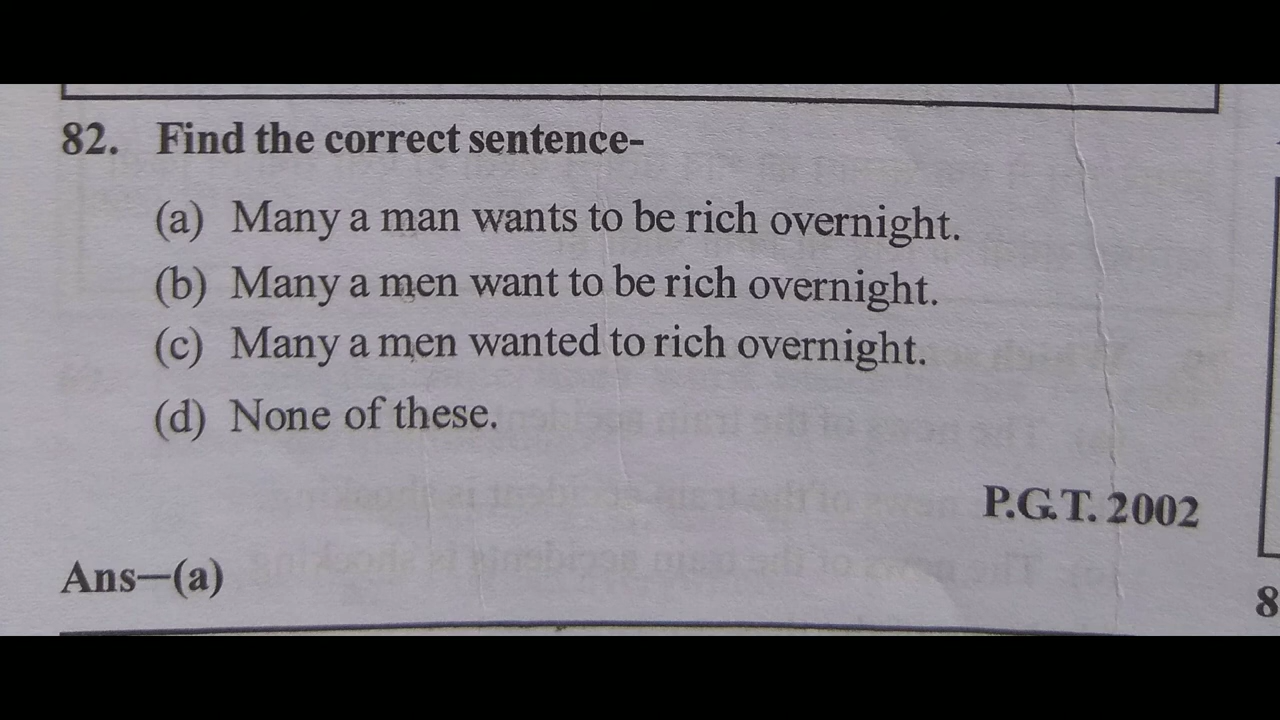 82. Find the correct sentence-
(a) Many a man wants to be rich overnight.
(b) Many a men want to be rich overnight.
(c) Many a men wanted to rich overnight.
(d) None of these.
P.G.T. 2002
Ans—(a)
8